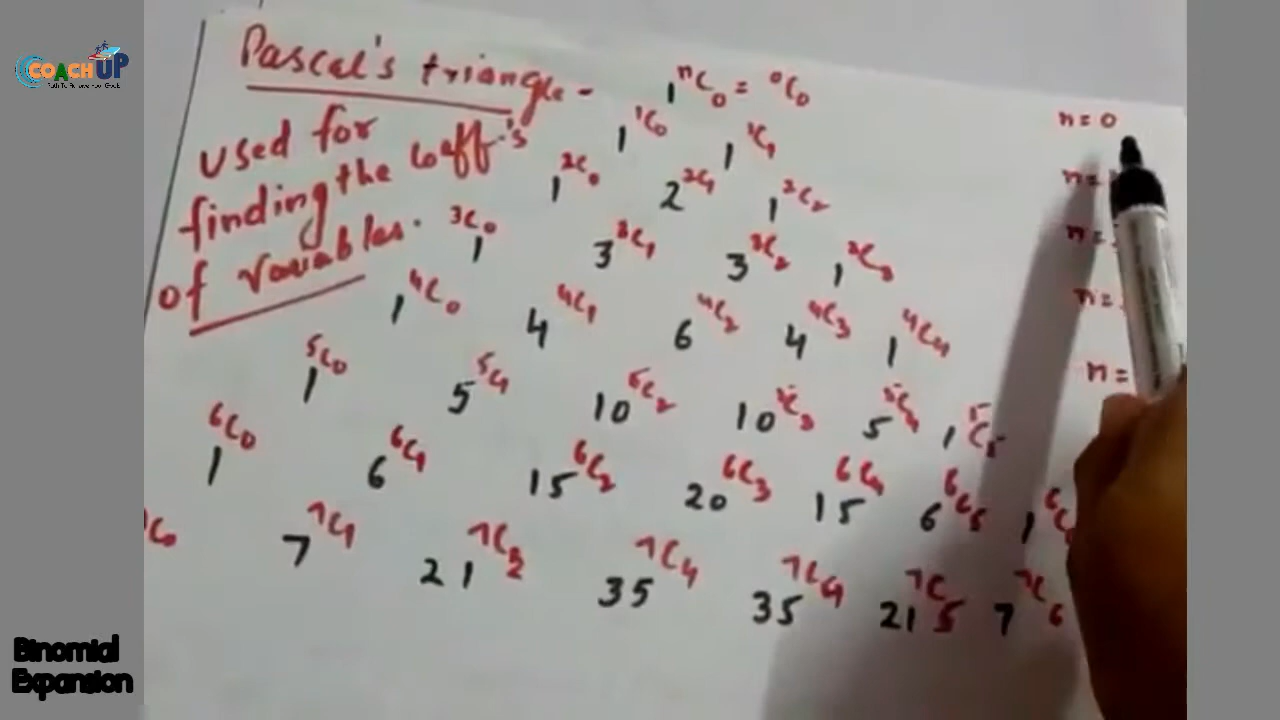 COACHUP
Pascal's triangle -
used for
finding the coeff.'s
of variables.
1 ⁿC₀ = ⁰C₀
1 ¹C₀ 1 ¹C₁
1 ²C₀ 2 ²C₁ 1 ²C₂
1 ³C₀ 3 ³C₁ 3 ³C₂ 1 ³C₃
1 ⁴C₀ 4 ⁴C₁ 6 ⁴C₂ 4 ⁴C₃ 1 ⁴C₄
1 ⁵C₀ 5 ⁵C₁ 10 ⁵C₂ 10 ⁵C₃ 5 ⁵C₄ 1 ⁵C₅
1 ⁶C₀ 6 ⁶C₁ 15 ⁶C₂ 20 ⁶C₃ 15 ⁶C₄ 6 ⁶C₅ 1 ⁶C
C₀ 7 ⁷C₁ 21 ⁷C₂ 35 ⁷C₄ 35 ⁷C₄ 21 ⁷C₅ 7 ⁷C₆
n = 0
n =
n =
n =
n =
Binomial
Expansion